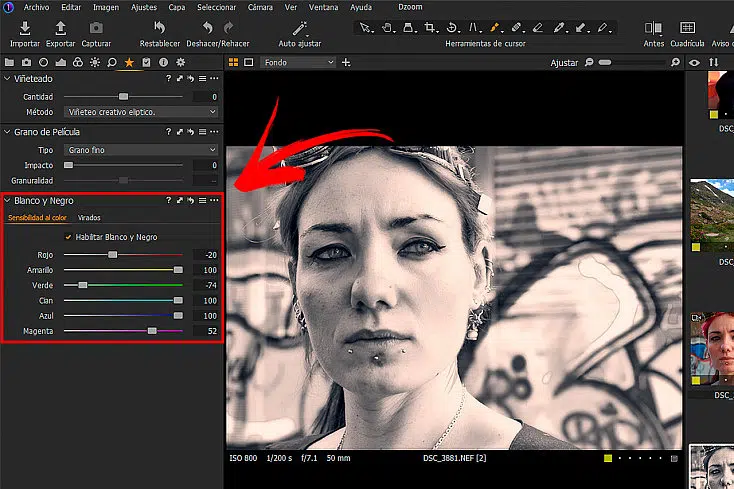 Archivo Editar Imagen Ajustes Capa Seleccionar Cámara Ver Ventana Ayuda Dzoom
Importar Exportar Capturar Restablecer Deshacer/Rehacer Auto ajustar Herramientas de cursor Antes Cuadrícula Aviso d
Fondo Ajustar
Viñeteado
Cantidad 0
Método Viñeteo creativo elíptico.
Grano de Película
Tipo Grano fino
Impacto 0
Granuralidad
Blanco y Negro
Sensibilidad al color Virados
Habilitar Blanco y Negro
Rojo -20
Amarillo 100
Verde -74
Cian 100
Azul 100
Magenta 52
ISO 800 1/200 s f/7.1 50 mm DSC_3881.NEF [2]
DSC_
DSC_
DSC_